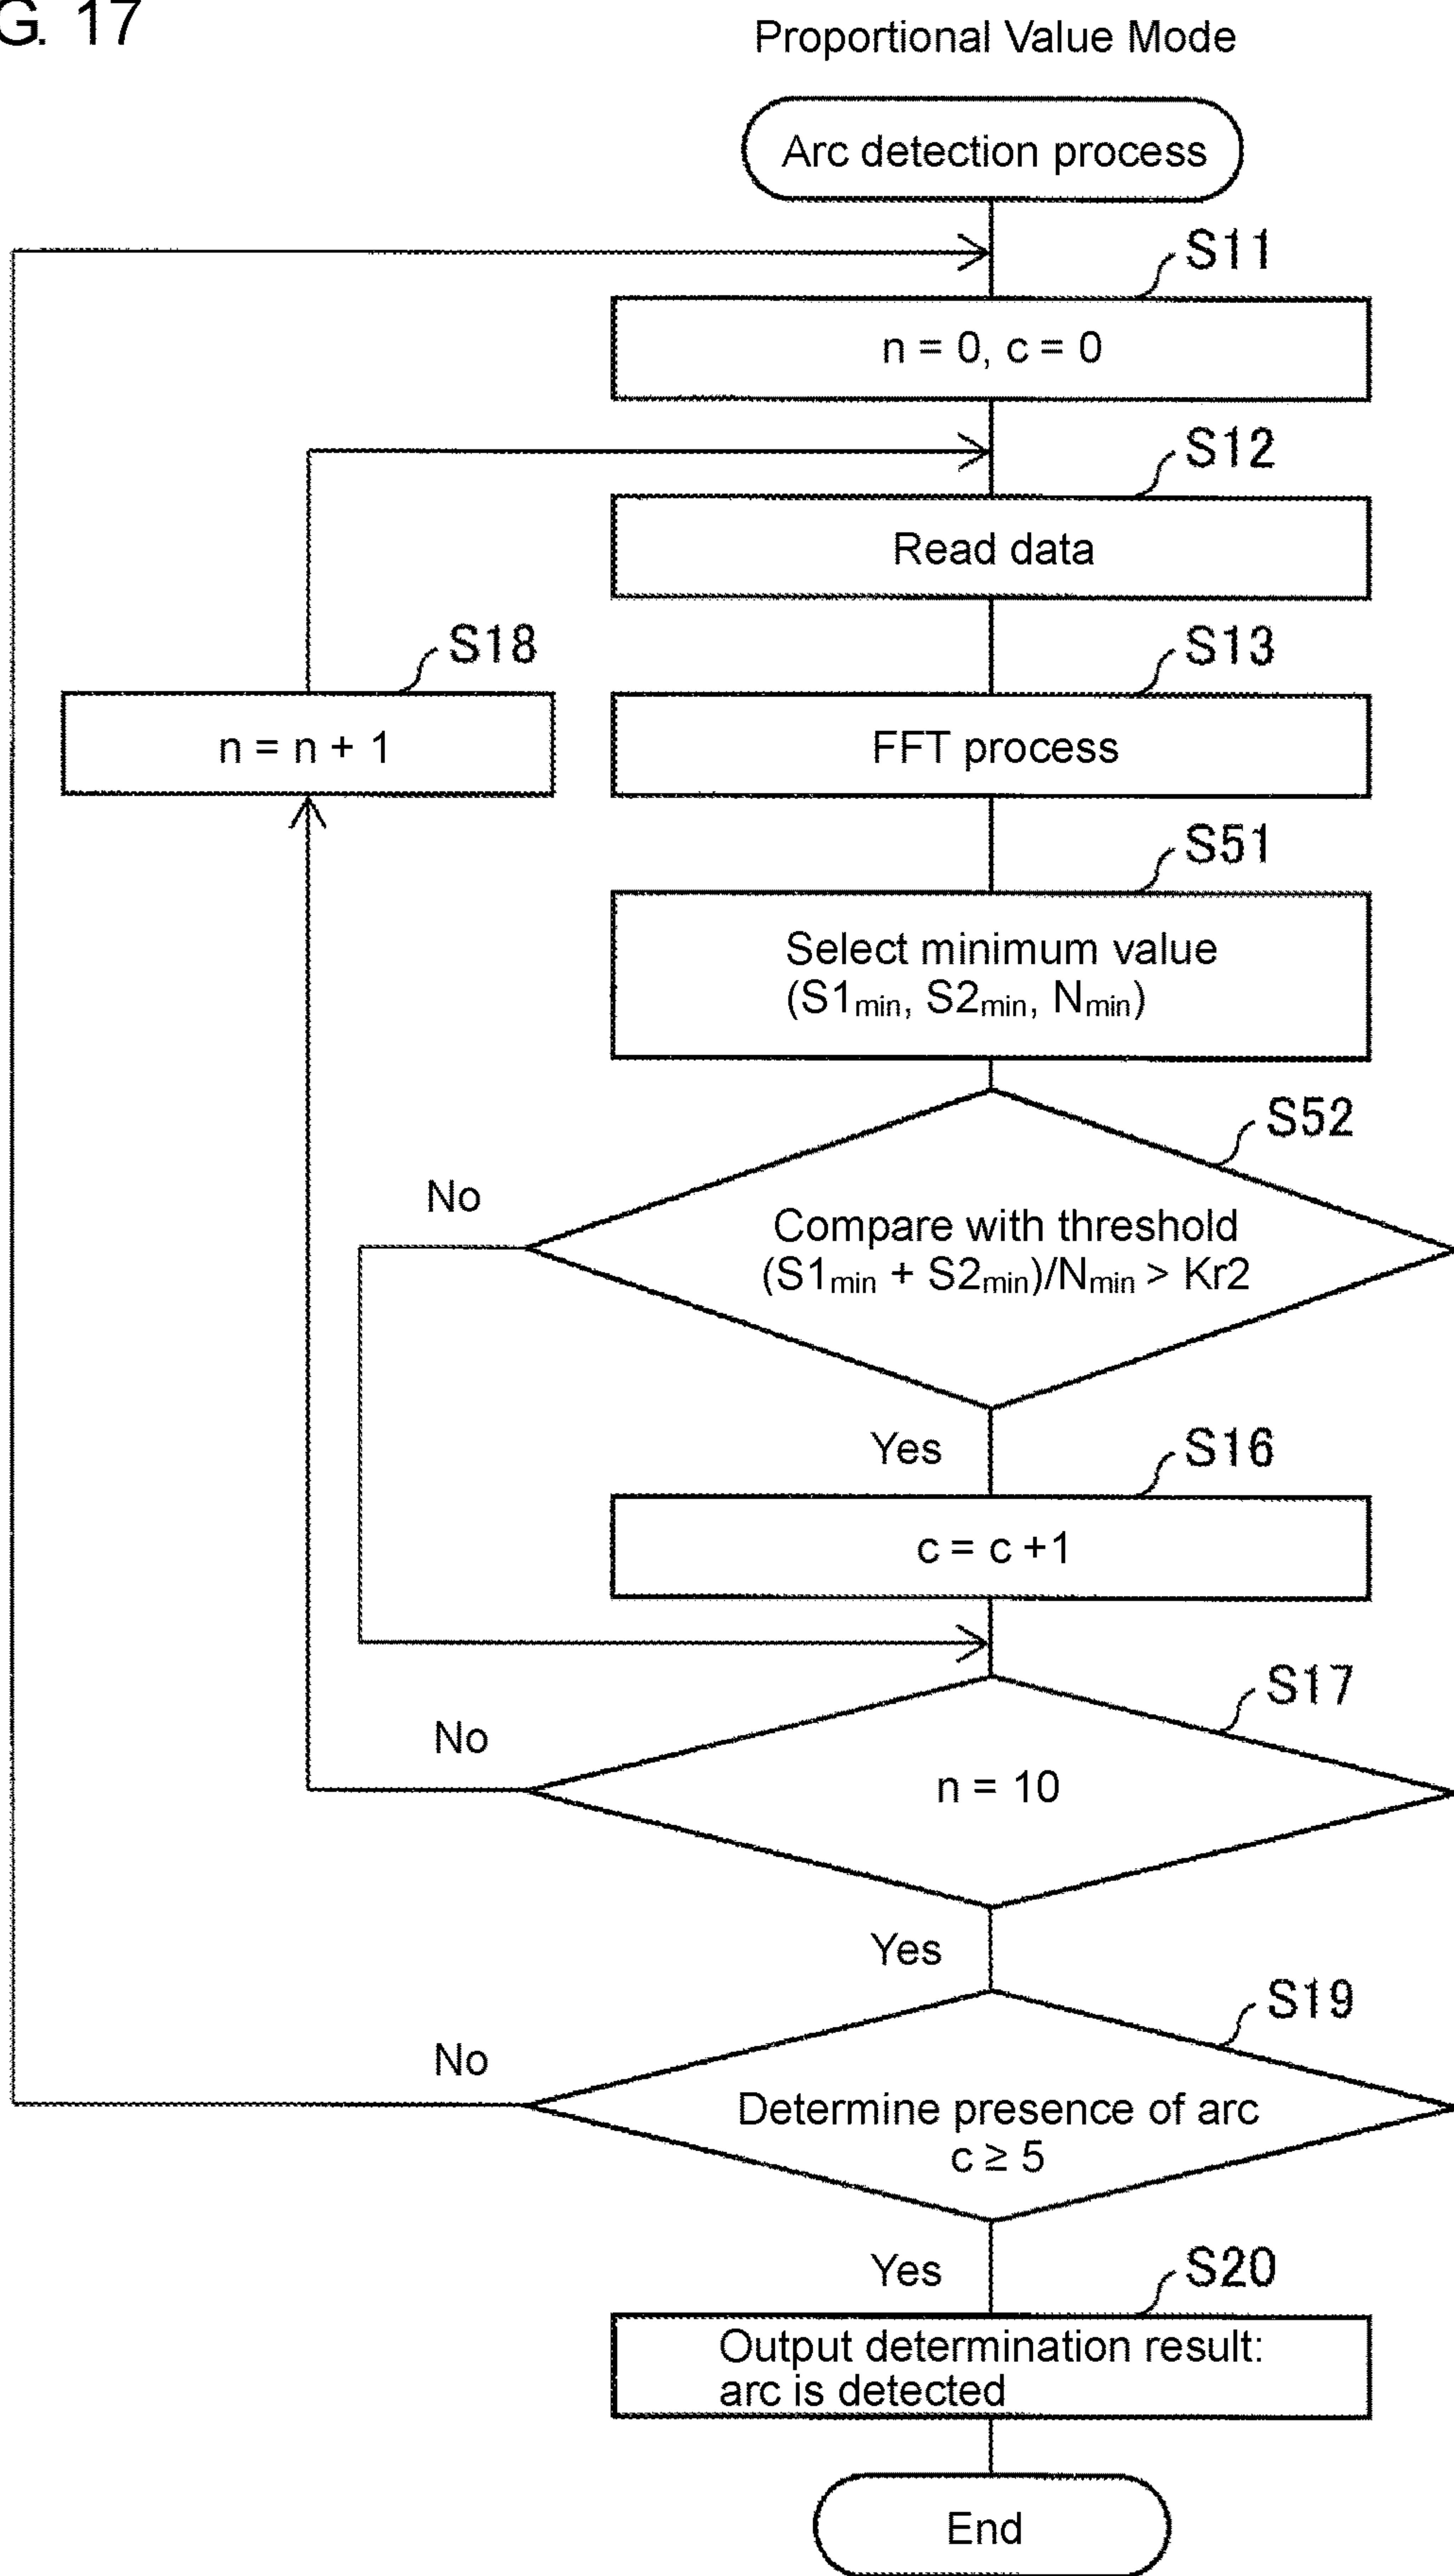 G. 17
Proportional Value Mode
Arc detection process
S11
n = 0, c = 0
S12
Read data
S18
n = n + 1
S13
FFT process
S51
Select minimum value
(S1min, S2min, Nmin)
S52
No
Compare with threshold
(S1min + S2min)/Nmin > Kr2
Yes
S16
c = c +1
S17
No
n = 10
Yes
S19
No
Determine presence of arc
c ≥ 5
Yes
S20
Output determination result:
arc is detected
End